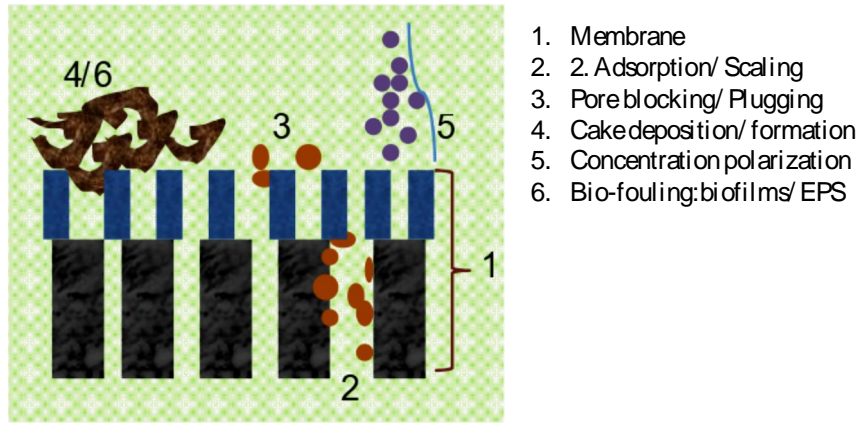 4/6
3
5
1
2
1. Membrane
2. 2. Adsorption/ Scaling
3. Pore blocking/ Plugging
4. Cake deposition/ formation
5. Concentration polarization
6. Bio-fouling: biofilms/ EPS